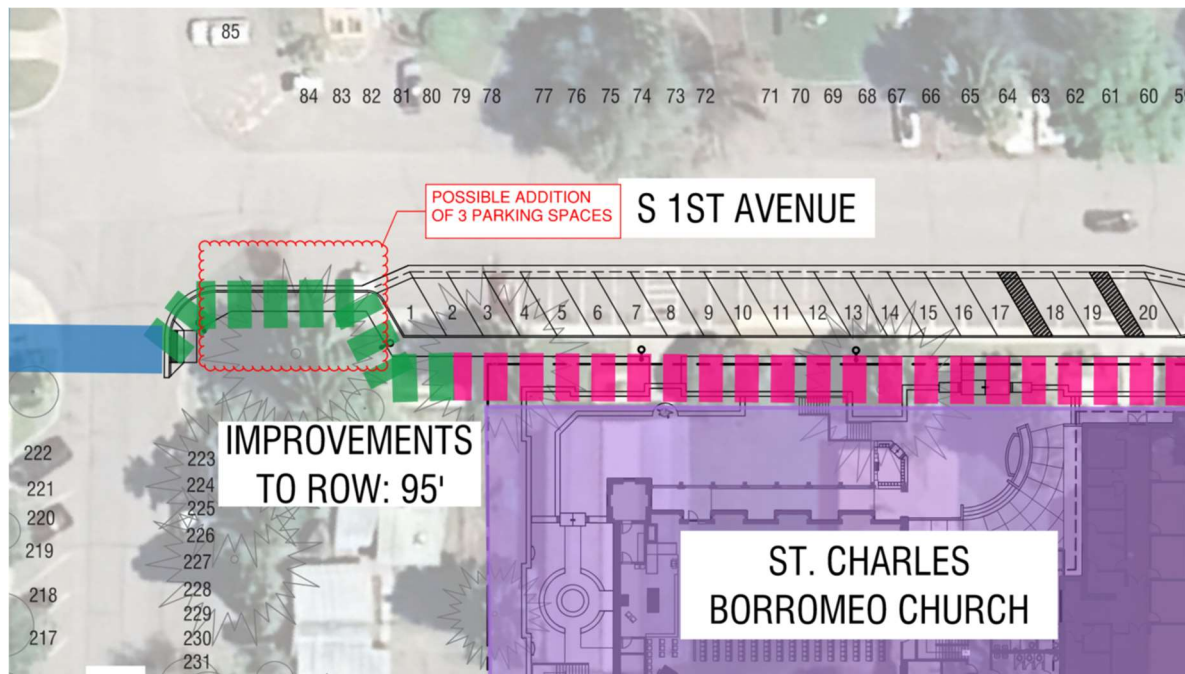 85
84 83 82 81 80 79 78 77 76 75 74 73 72 71 70 69 68 67 66 65 64 63 62 61 60
POSSIBLE ADDITION
OF 3 PARKING SPACES
S 1ST AVENUE
1 2 3 4 5 6 7 8 9 10 11 12 13 14 15 16 17 18 19 20
IMPROVEMENTS
TO ROW: 95'
222
221
220
219
218
217
223
224
225
226
227
228
229
230
231
ST. CHARLES
BORROMEO CHURCH